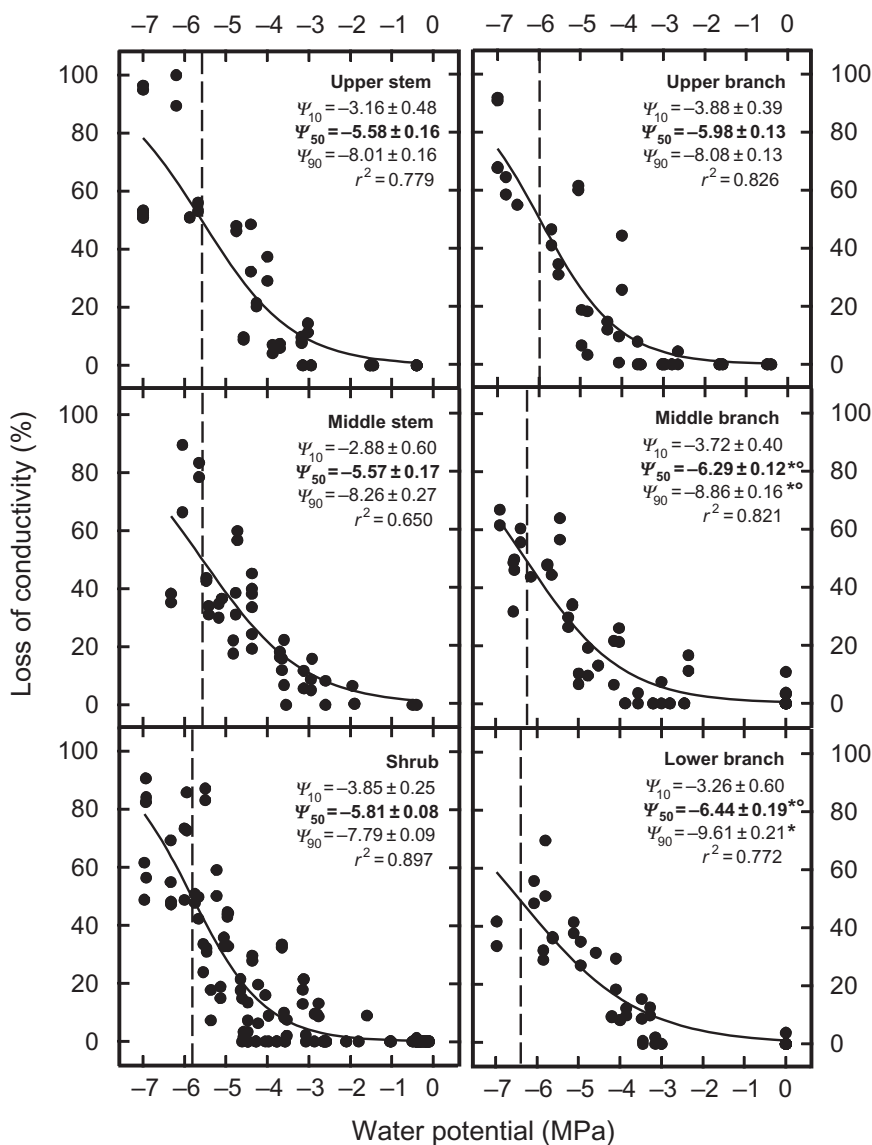 –7 –6 –5 –4 –3 –2 –1 0
–7 –6 –5 –4 –3 –2 –1 0
100
80
60
40
20
0
Upper stem
Ψ10 = –3.16 ± 0.48
Ψ50 = –5.58 ± 0.16
Ψ90 = –8.01 ± 0.16
r2 = 0.779
Upper branch
Ψ10 = –3.88 ± 0.39
Ψ50 = –5.98 ± 0.13
Ψ90 = –8.08 ± 0.13
r2 = 0.826
100
80
60
40
20
0
Loss of conductivity (%)
100
80
60
40
20
0
Middle stem
Ψ10 = –2.88 ± 0.60
Ψ50 = –5.57 ± 0.17
Ψ90 = –8.26 ± 0.27
r2 = 0.650
Middle branch
Ψ10 = –3.72 ± 0.40
Ψ50 = –6.29 ± 0.12*°
Ψ90 = –8.86 ± 0.16*°
r2 = 0.821
100
80
60
40
20
0
100
80
60
40
20
0
Shrub
Ψ10 = –3.85 ± 0.25
Ψ50 = –5.81 ± 0.08
Ψ90 = –7.79 ± 0.09
r2 = 0.897
Lower branch
Ψ10 = –3.26 ± 0.60
Ψ50 = –6.44 ± 0.19*°
Ψ90 = –9.61 ± 0.21*
r2 = 0.772
100
80
60
40
20
0
–7 –6 –5 –4 –3 –2 –1 0
–7 –6 –5 –4 –3 –2 –1 0
Water potential (MPa)